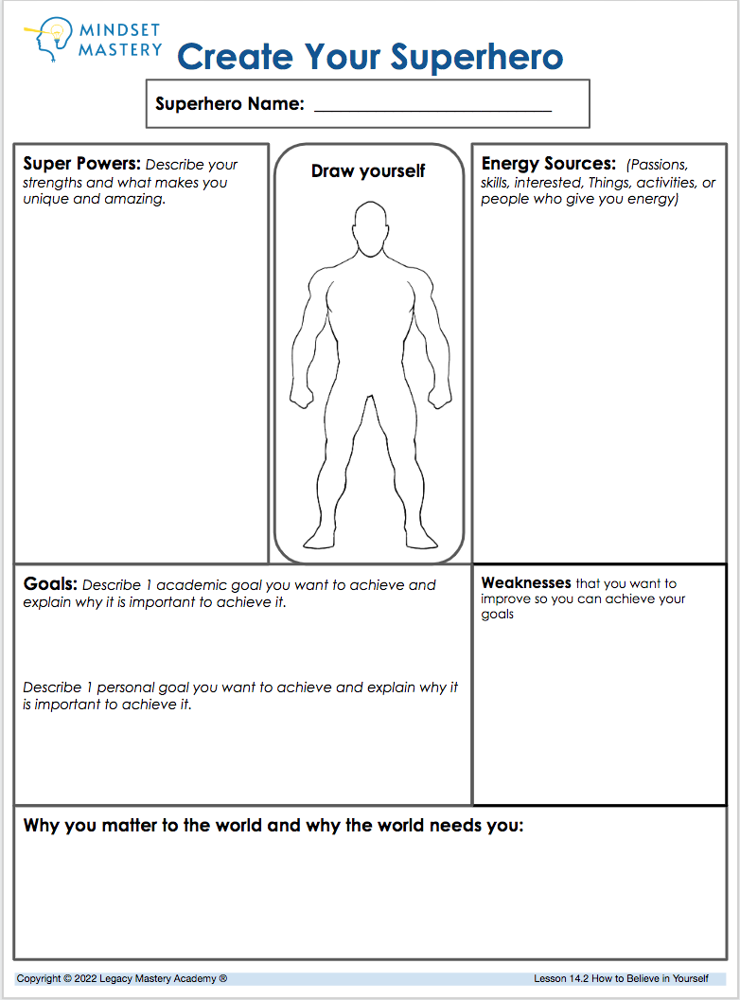 MINDSET
MASTERY
Create Your Superhero
Superhero Name: ________________________
Super Powers: Describe your
strengths and what makes you
unique and amazing.
Draw yourself
Energy Sources: (Passions,
skills, interested, Things, activities, or
people who give you energy)
Goals: Describe 1 academic goal you want to achieve and
explain why it is important to achieve it.
Describe 1 personal goal you want to achieve and explain why it
is important to achieve it.
Weaknesses that you want to
improve so you can achieve your
goals
Why you matter to the world and why the world needs you:
Copyright © 2022 Legacy Mastery Academy ®
Lesson 14.2 How to Believe in Yourself